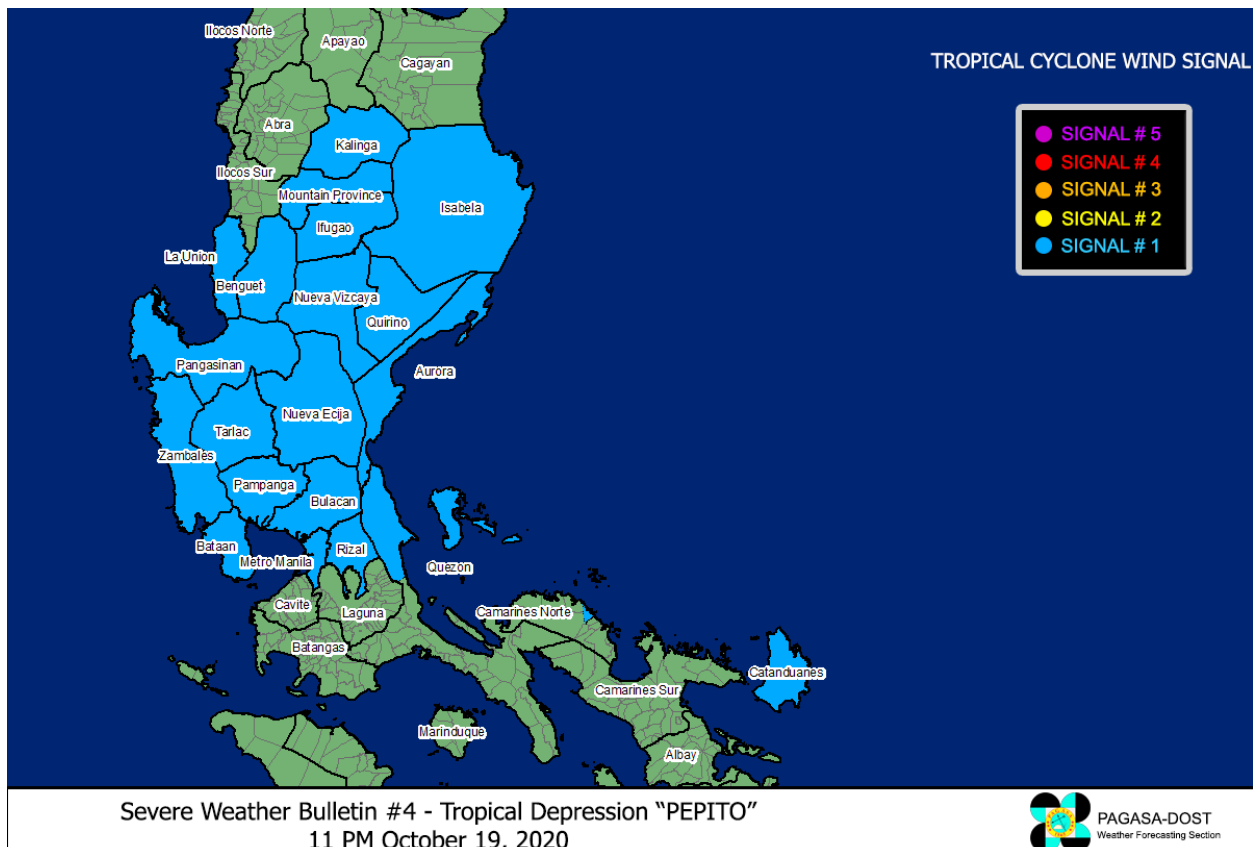 Ilocos Norte
Apayao
Cagayan
TROPICAL CYCLONE WIND SIGNAL
SIGNAL # 5
SIGNAL # 4
SIGNAL # 3
SIGNAL # 2
SIGNAL # 1
Abra
Kalinga
Ilocos Sur
Mountain Province
Isabela
Ifugao
La Union
Benguet
Nueva Vizcaya
Quirino
Pangasinan
Aurora
Nueva Ecija
Tarlac
Zambales
Pampanga
Bulacan
Bataan
Metro Manila
Rizal
Quezon
Cavite
Laguna
Camarines Norte
Batangas
Catanduanes
Camarines Sur
Marinduque
Albay
Severe Weather Bulletin #4 - Tropical Depression “PEPITO”
11 PM October 19, 2020
PAGASA-DOST
Weather Forecasting Section